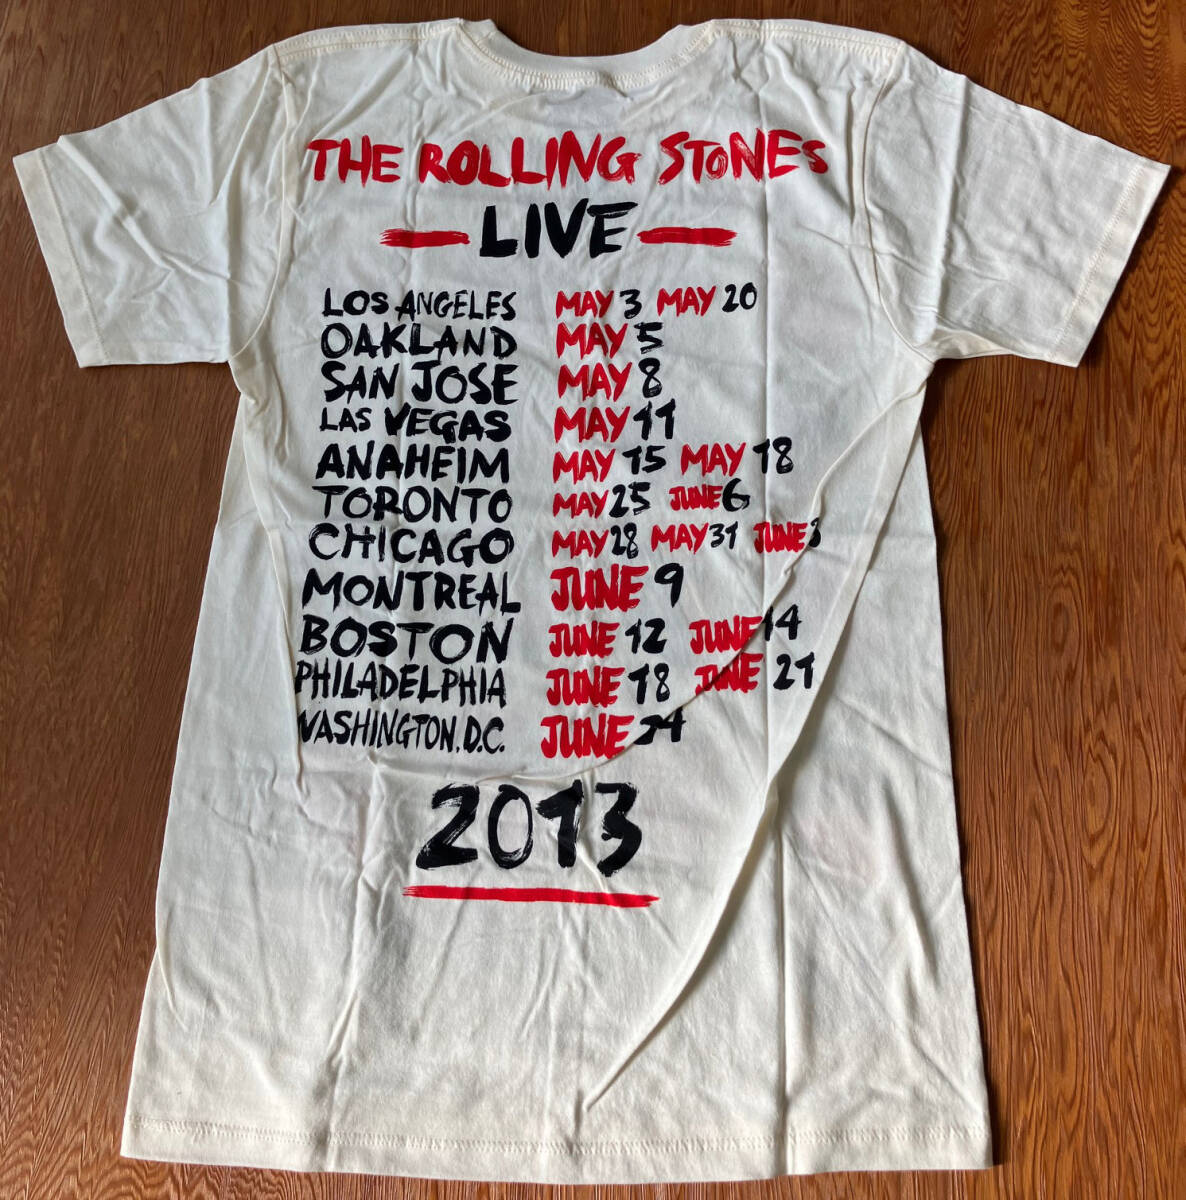 THE ROLLING STONES
LIVE
LOS ANGELES MAY 3 MAY 20
OAKLAND MAY 5
SAN JOSE MAY 8
LAS VEGAS MAY 11
ANAHEIM MAY 15 MAY 18
TORONTO MAY 25 JUNE 6
CHICAGO MAY 28 MAY 31 JUNE 3
MONTREAL JUNE 9
BOSTON JUNE 12 JUNE 14
PHILADELPHIA JUNE 18 JUNE 21
WASHINGTON, D.C. JUNE 24
2013